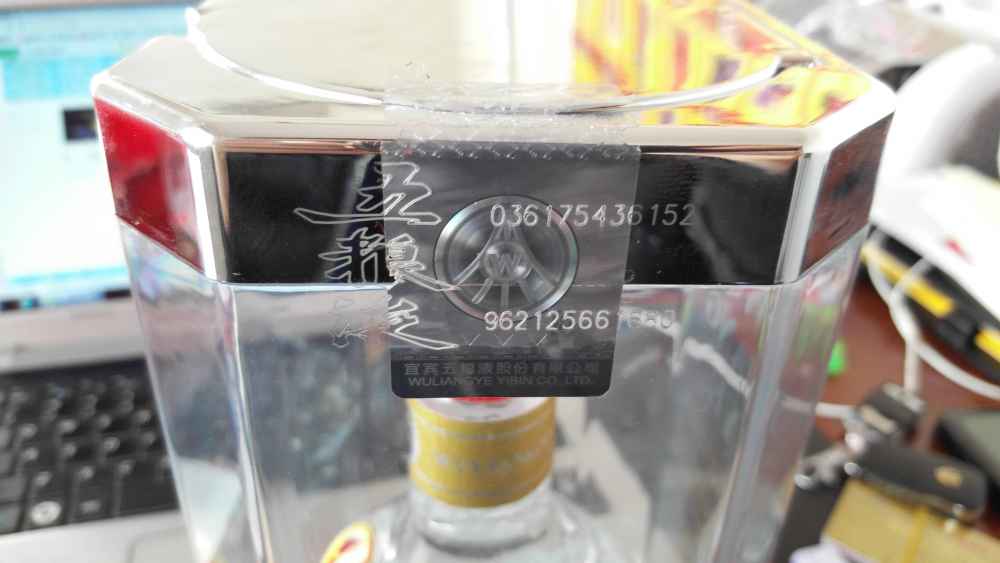 五粮液
036175436152
W
宜宾五粮液股份有限公司
WULIANGYE YIBIN CO.,LTD.